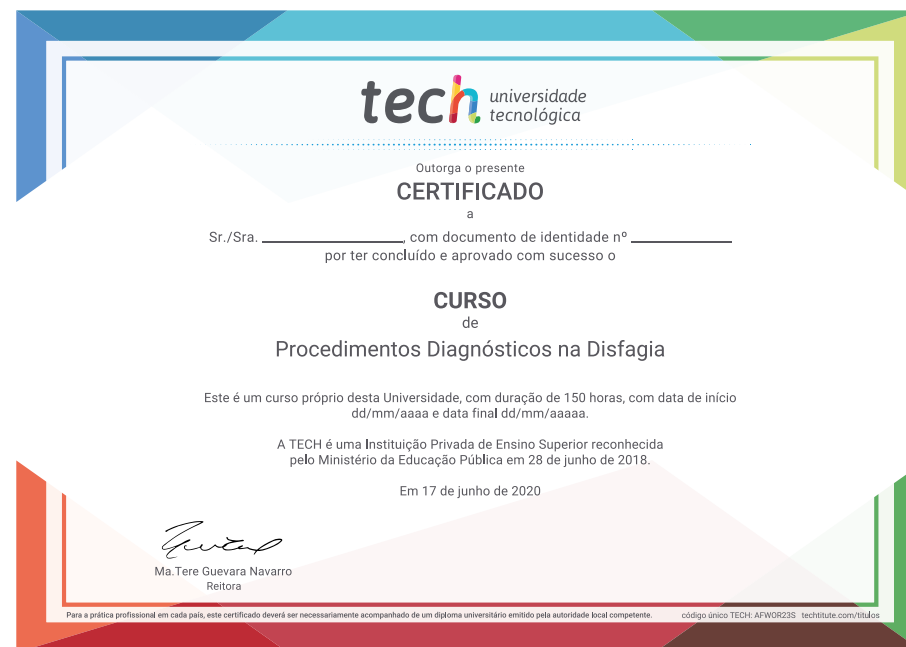 tech universidade
tecnológica
Outorga o presente
CERTIFICADO
a
Sr./Sra. ____________, com documento de identidade nº ____________
por ter concluído e aprovado com sucesso o
CURSO
de
Procedimentos Diagnósticos na Disfagia
Este é um curso próprio desta Universidade, com duração de 150 horas, com data de início
dd/mm/aaaa e data final dd/mm/aaaaa.
A TECH é uma Instituição Privada de Ensino Superior reconhecida
pelo Ministério da Educação Pública em 28 de junho de 2018.
Em 17 de junho de 2020
Ma.Tere Guevara Navarro
Reitora
Para a prática profissional em cada país, este certificado deverá ser necessariamente acompanhado de um diploma universitário emitido pela autoridade local competente. código único TECH: AFWOR23S techtitute.com/titulos